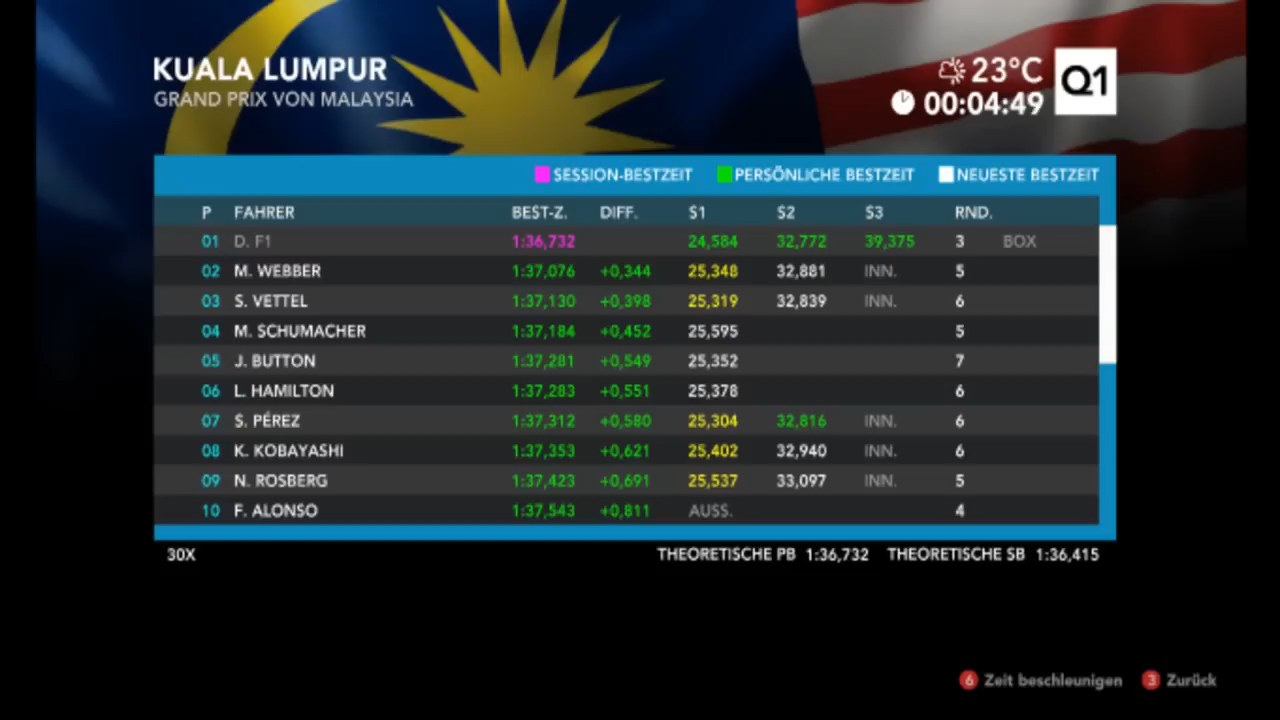 KUALA LUMPUR
GRAND PRIX VON MALAYSIA
23°C
00:04:49
Q1
SESSION-BESTZEIT PERSÖNLICHE BESTZEIT NEUESTE BESTZEIT
P FAHRER BEST-Z. DIFF. S1 S2 S3 RND.
01 D. F1 1:36,732 24,584 32,772 39,375 3 BOX
02 M. WEBBER 1:37,076 +0,344 25,348 32,881 INN. 5
03 S. VETTEL 1:37,130 +0,398 25,319 32,839 INN. 6
04 M. SCHUMACHER 1:37,184 +0,452 25,595 5
05 J. BUTTON 1:37,281 +0,549 25,352 7
06 L. HAMILTON 1:37,283 +0,551 25,378 6
07 S. PÉREZ 1:37,312 +0,580 25,304 32,816 INN. 6
08 K. KOBAYASHI 1:37,353 +0,621 25,402 32,940 INN. 6
09 N. ROSBERG 1:37,423 +0,691 25,537 33,097 INN. 5
10 F. ALONSO 1:37,543 +0,811 AUSS. 4
30X THEORETISCHE PB 1:36,732 THEORETISCHE SB 1:36,415
6 Zeit beschleunigen 3 Zurück